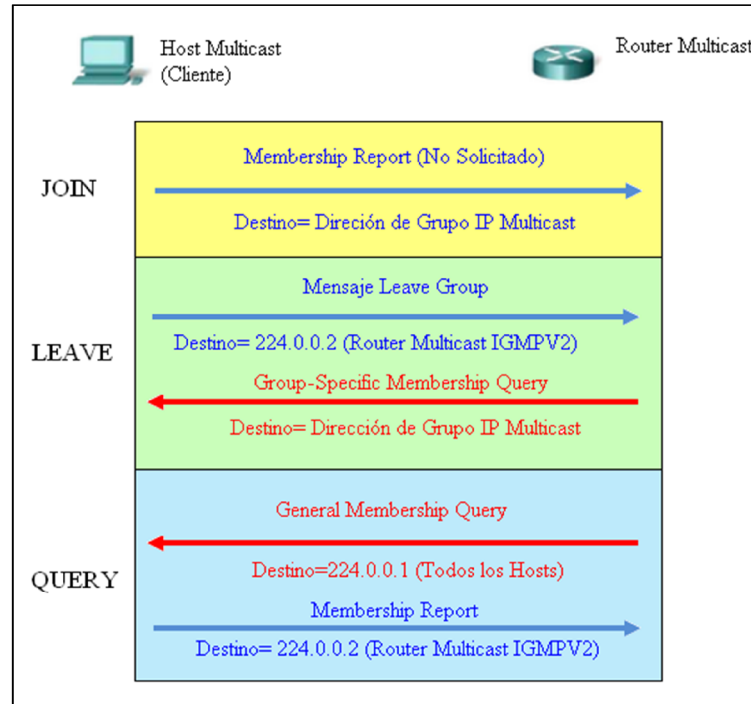 Host Multicast
(Cliente)
Router Multicast
JOIN
Membership Report (No Solicitado)
Destino= Direción de Grupo IP Multicast
LEAVE
Mensaje Leave Group
Destino= 224.0.0.2 (Router Multicast IGMPV2)
Group-Specific Membership Query
Destino= Dirección de Grupo IP Multicast
QUERY
General Membership Query
Destino=224.0.0.1 (Todos los Hosts)
Membership Report
Destino= 224.0.0.2 (Router Multicast IGMPV2)